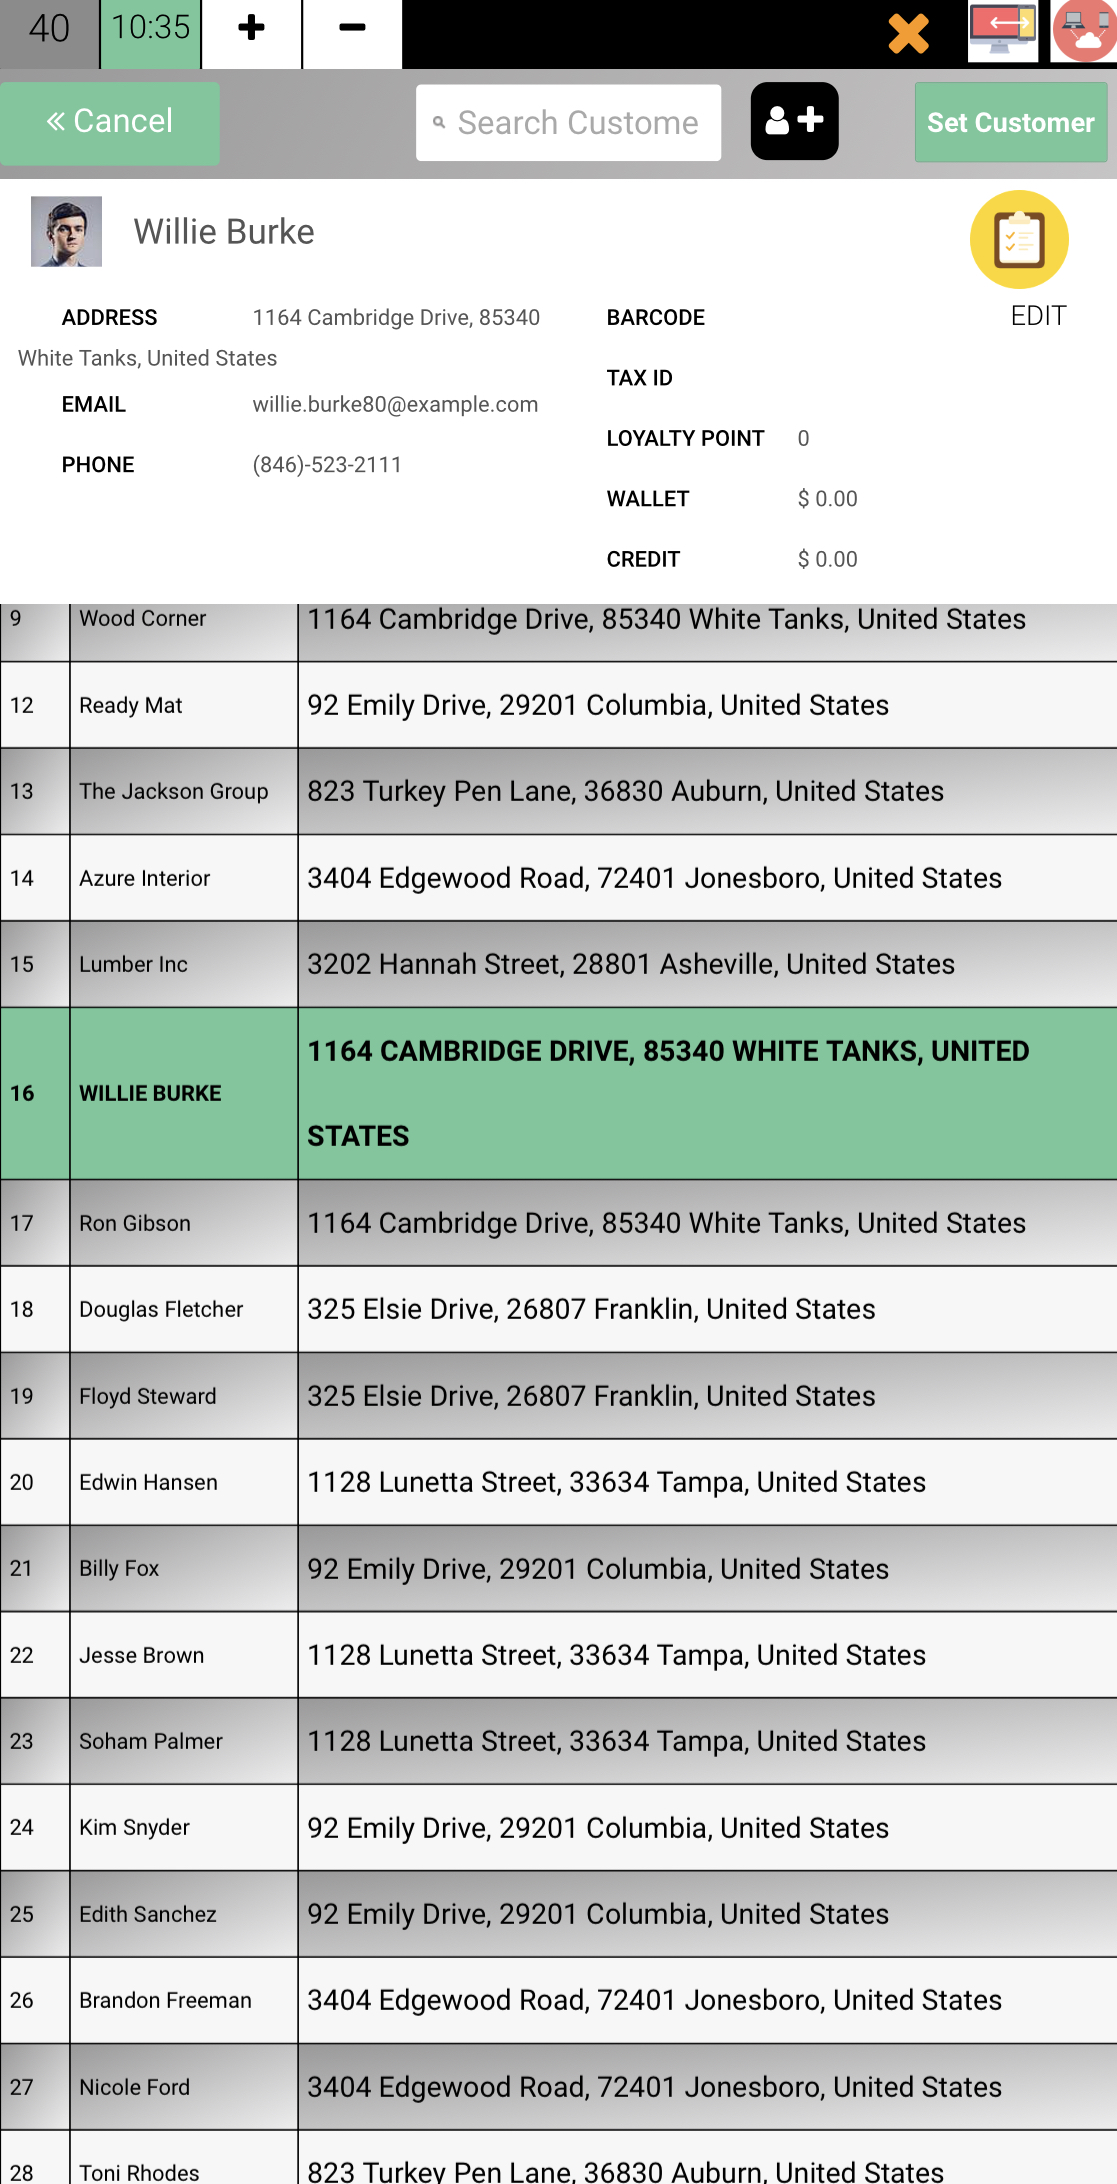 40 10:35
« Cancel Search Custome Set Customer
Willie Burke
ADDRESS 1164 Cambridge Drive, 85340
White Tanks, United States
EMAIL willie.burke80@example.com
PHONE (846)-523-2111
BARCODE
TAX ID
LOYALTY POINT 0
WALLET $ 0.00
CREDIT $ 0.00
EDIT
9 Wood Corner 1164 Cambridge Drive, 85340 White Tanks, United States
12 Ready Mat 92 Emily Drive, 29201 Columbia, United States
13 The Jackson Group 823 Turkey Pen Lane, 36830 Auburn, United States
14 Azure Interior 3404 Edgewood Road, 72401 Jonesboro, United States
15 Lumber Inc 3202 Hannah Street, 28801 Asheville, United States
16 WILLIE BURKE 1164 CAMBRIDGE DRIVE, 85340 WHITE TANKS, UNITED
STATES
17 Ron Gibson 1164 Cambridge Drive, 85340 White Tanks, United States
18 Douglas Fletcher 325 Elsie Drive, 26807 Franklin, United States
19 Floyd Steward 325 Elsie Drive, 26807 Franklin, United States
20 Edwin Hansen 1128 Lunetta Street, 33634 Tampa, United States
21 Billy Fox 92 Emily Drive, 29201 Columbia, United States
22 Jesse Brown 1128 Lunetta Street, 33634 Tampa, United States
23 Soham Palmer 1128 Lunetta Street, 33634 Tampa, United States
24 Kim Snyder 92 Emily Drive, 29201 Columbia, United States
25 Edith Sanchez 92 Emily Drive, 29201 Columbia, United States
26 Brandon Freeman 3404 Edgewood Road, 72401 Jonesboro, United States
27 Nicole Ford 3404 Edgewood Road, 72401 Jonesboro, United States
28 Toni Rhodes 823 Turkey Pen Lane, 36830 Auburn, United States